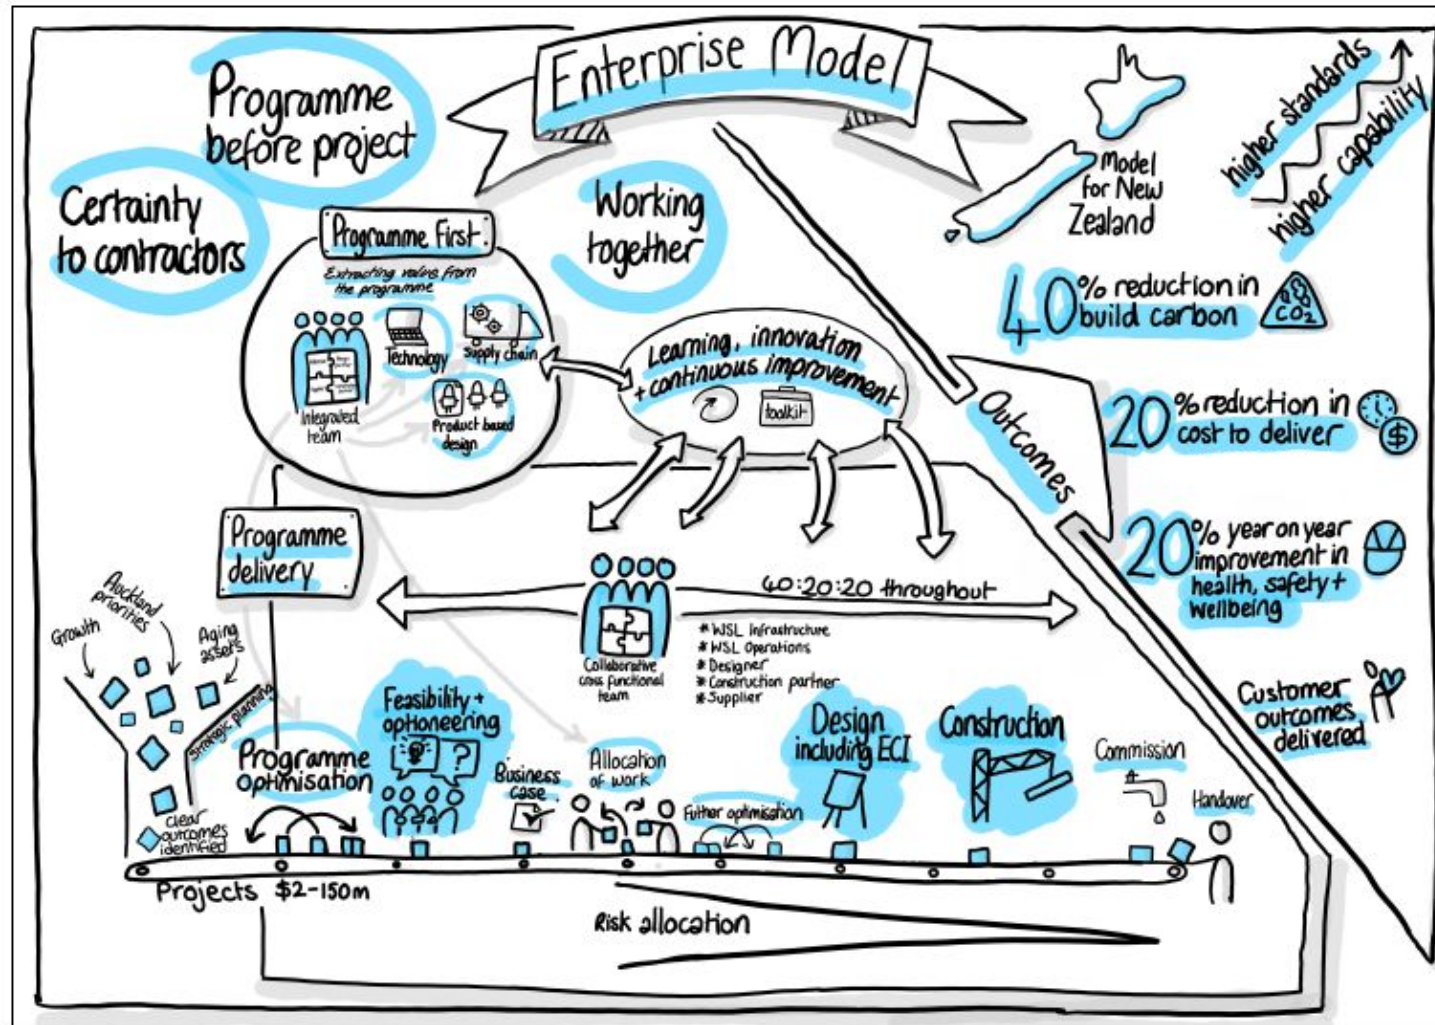 Enterprise Model
Programme
before project
Certainty
to contractors
Working
together
Model
for New
Zealand
higher standards
higher capability
Programme First
Extracting value from
the programme
Technology
Supply chain
Integrated
team
Product based
design
Learning, innovation
+ continuous improvement
toolkit
Outcomes
40% reduction in
build carbon
CO2
20% reduction in
cost to deliver
$
20% year on year
improvement in
health, safety +
wellbeing
Customer
outcomes
delivered
Programme
delivery
40:20:20 throughout
Collaborative
cross functional
team
* WSL Infrastructure
* WSL Operations
* Designer
* Construction partner
* Supplier
Growth
Auckland
priorities
Aging
assets
Strategic planning
clear
outcomes
identified
Programme
optimisation
Feasibility +
optioneering
?
Business
case
Allocation
of work
Futher optimisation
Design
including ECI
Construction
Commission
Handover
Projects $2-150m
Risk allocation